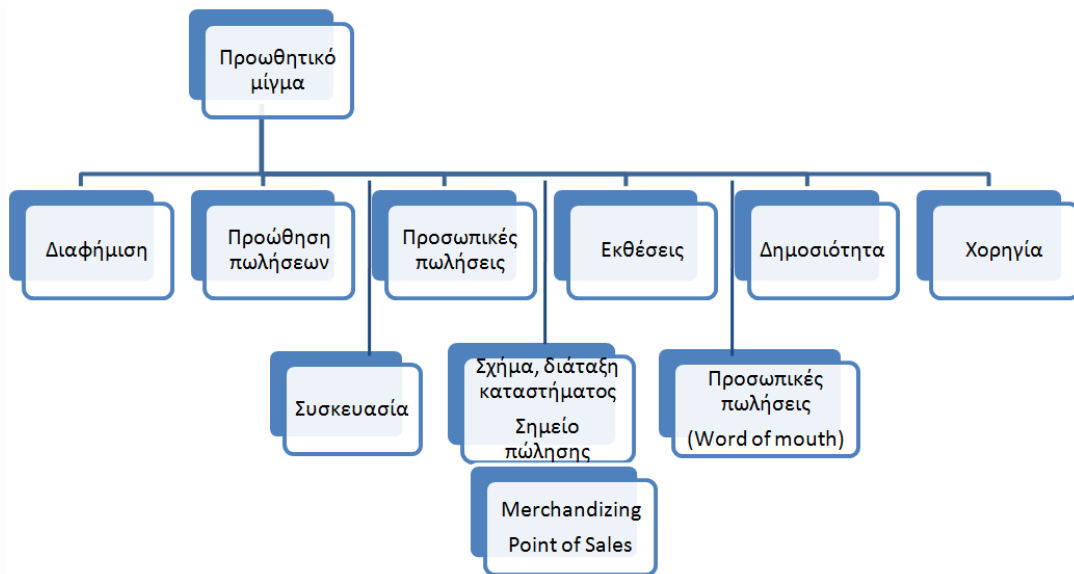 Προωθητικό
μίγμα
Διαφήμιση
Προώθηση
πωλήσεων
Προσωπικές
πωλήσεις
Εκθέσεις
Δημοσιότητα
Χορηγία
Συσκευασία
Σχήμα, διάταξη
καταστήματος
Σημείο
πώλησης
Προσωπικές
πωλήσεις
(Word of mouth)
Merchandizing
Point of Sales